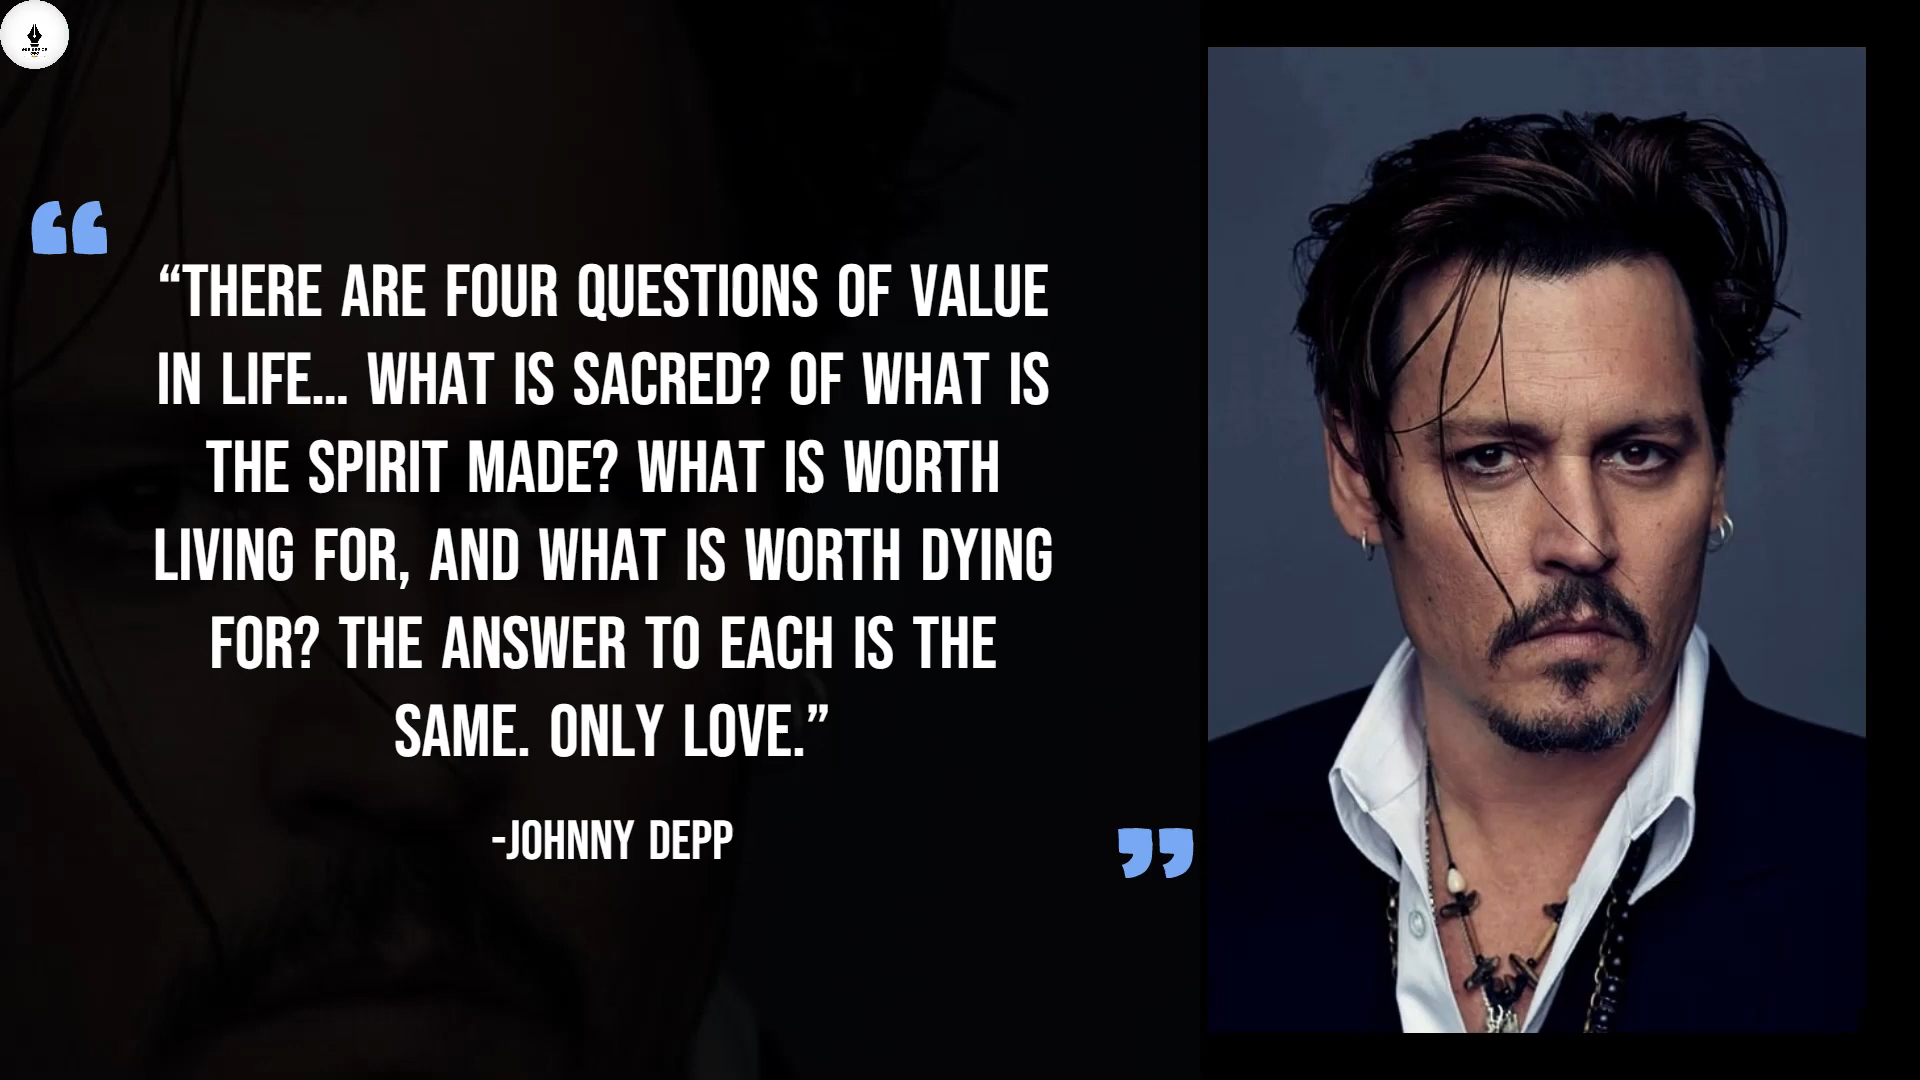 “THERE ARE FOUR QUESTIONS OF VALUE
IN LIFE... WHAT IS SACRED? OF WHAT IS
THE SPIRIT MADE? WHAT IS WORTH
LIVING FOR, AND WHAT IS WORTH DYING
FOR? THE ANSWER TO EACH IS THE
SAME. ONLY LOVE.”
-JOHNNY DEPP